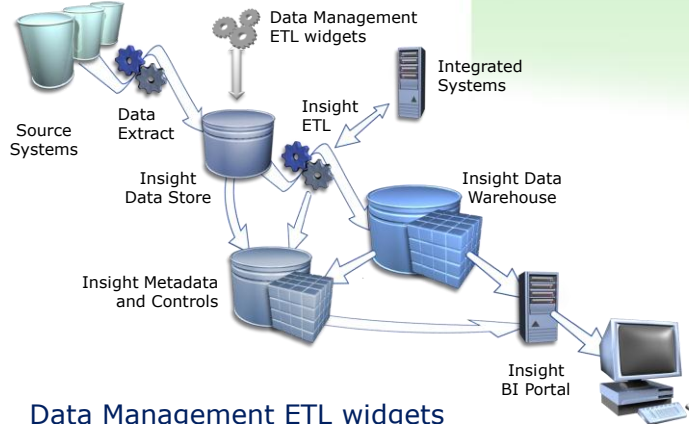 Data Management
ETL widgets
Integrated
Systems
Source
Systems
Data
Extract
Insight
ETL
Insight
Data Store
Insight Data
Warehouse
Insight Metadata
and Controls
Insight
BI Portal
Data Management ETL widgets